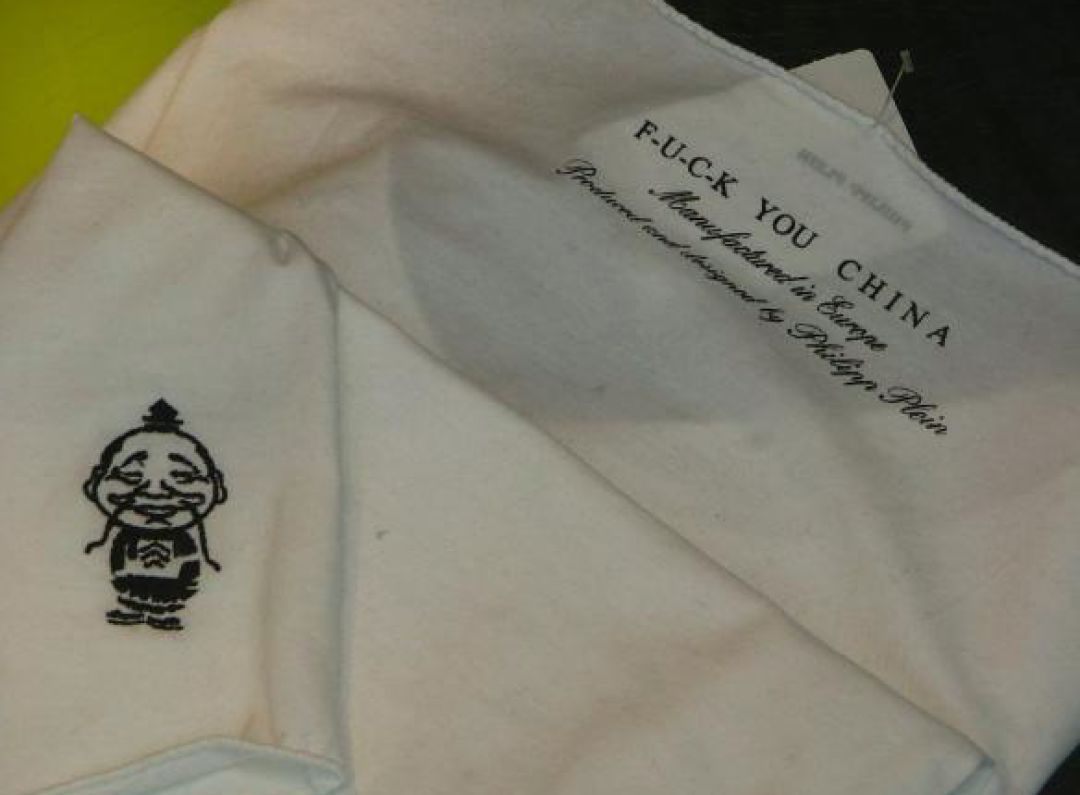 F-U-C-K YOU CHINA
Manufactured in Europe
Produced and designed by Philipp Plein